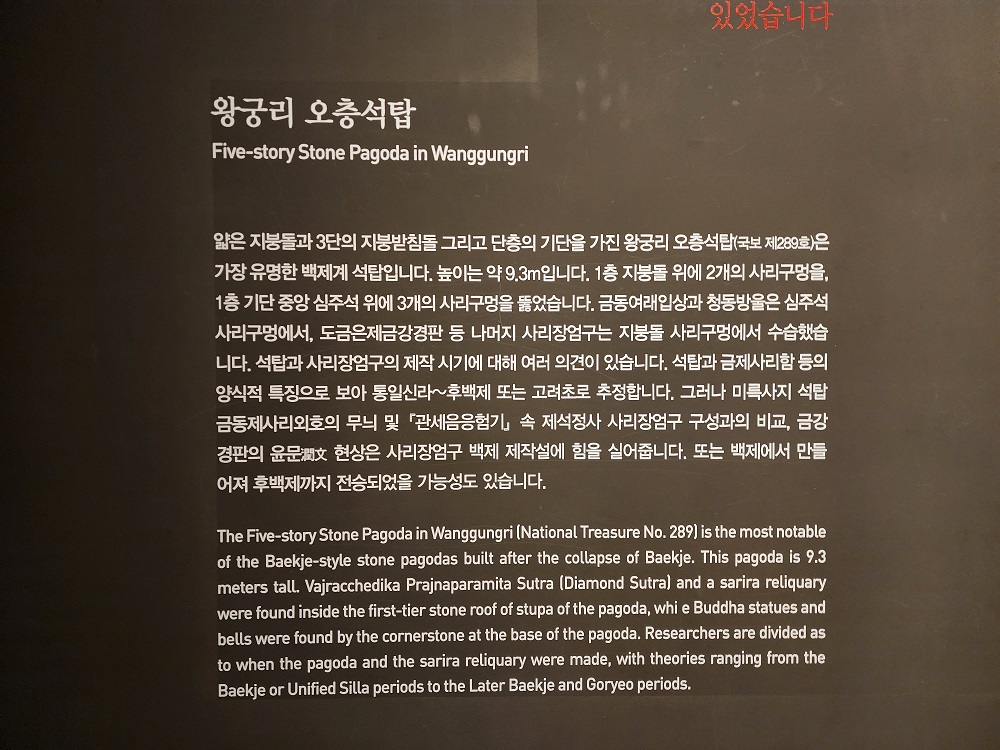 있었습니다
왕궁리 오층석탑
Five-story Stone Pagoda in Wanggungri
얇은 지붕돌과 3단의 지붕받침돌 그리고 단층의 기단을 가진 왕궁리 오층석탑(국보 제289호)은
가장 유명한 백제계 석탑입니다. 높이는 약 9.3m입니다. 1층 지붕돌 위에 2개의 사리구멍을,
1층 기단 중앙 심주석 위에 3개의 사리구멍을 뚫었습니다. 금동여래입상과 청동방울은 심주석
사리구멍에서, 도금은제금강경판 등 나머지 사리장엄구는 지붕돌 사리구멍에서 수습했습
니다. 석탑과 사리장엄구의 제작 시기에 대해 여러 의견이 있습니다. 석탑과 금제사리함 등의
양식적 특징으로 보아 통일신라~후백제 또는 고려초로 추정합니다. 그러나 미륵사지 석탑
금동제사리외호의 무늬 및 『관세음응험기』 속 제석정사 사리장엄구 구성과의 비교, 금강
경판의 윤문潤文 현상은 사리장엄구 백제 제작설에 힘을 실어줍니다. 또는 백제에서 만들
어져 후백제까지 전승되었을 가능성도 있습니다.
The Five-story Stone Pagoda in Wanggungri (National Treasure No. 289) is the most notable
of the Baekje-style stone pagodas built after the collapse of Baekje. This pagoda is 9.3
meters tall. Vajracchedika Prajnaparamita Sutra (Diamond Sutra) and a sarira reliquary
were found inside the first-tier stone roof of stupa of the pagoda, whi e Buddha statues and
bells were found by the cornerstone at the base of the pagoda. Researchers are divided as
to when the pagoda and the sarira reliquary were made, with theories ranging from the
Baekje or Unified Silla periods to the Later Baekje and Goryeo periods.